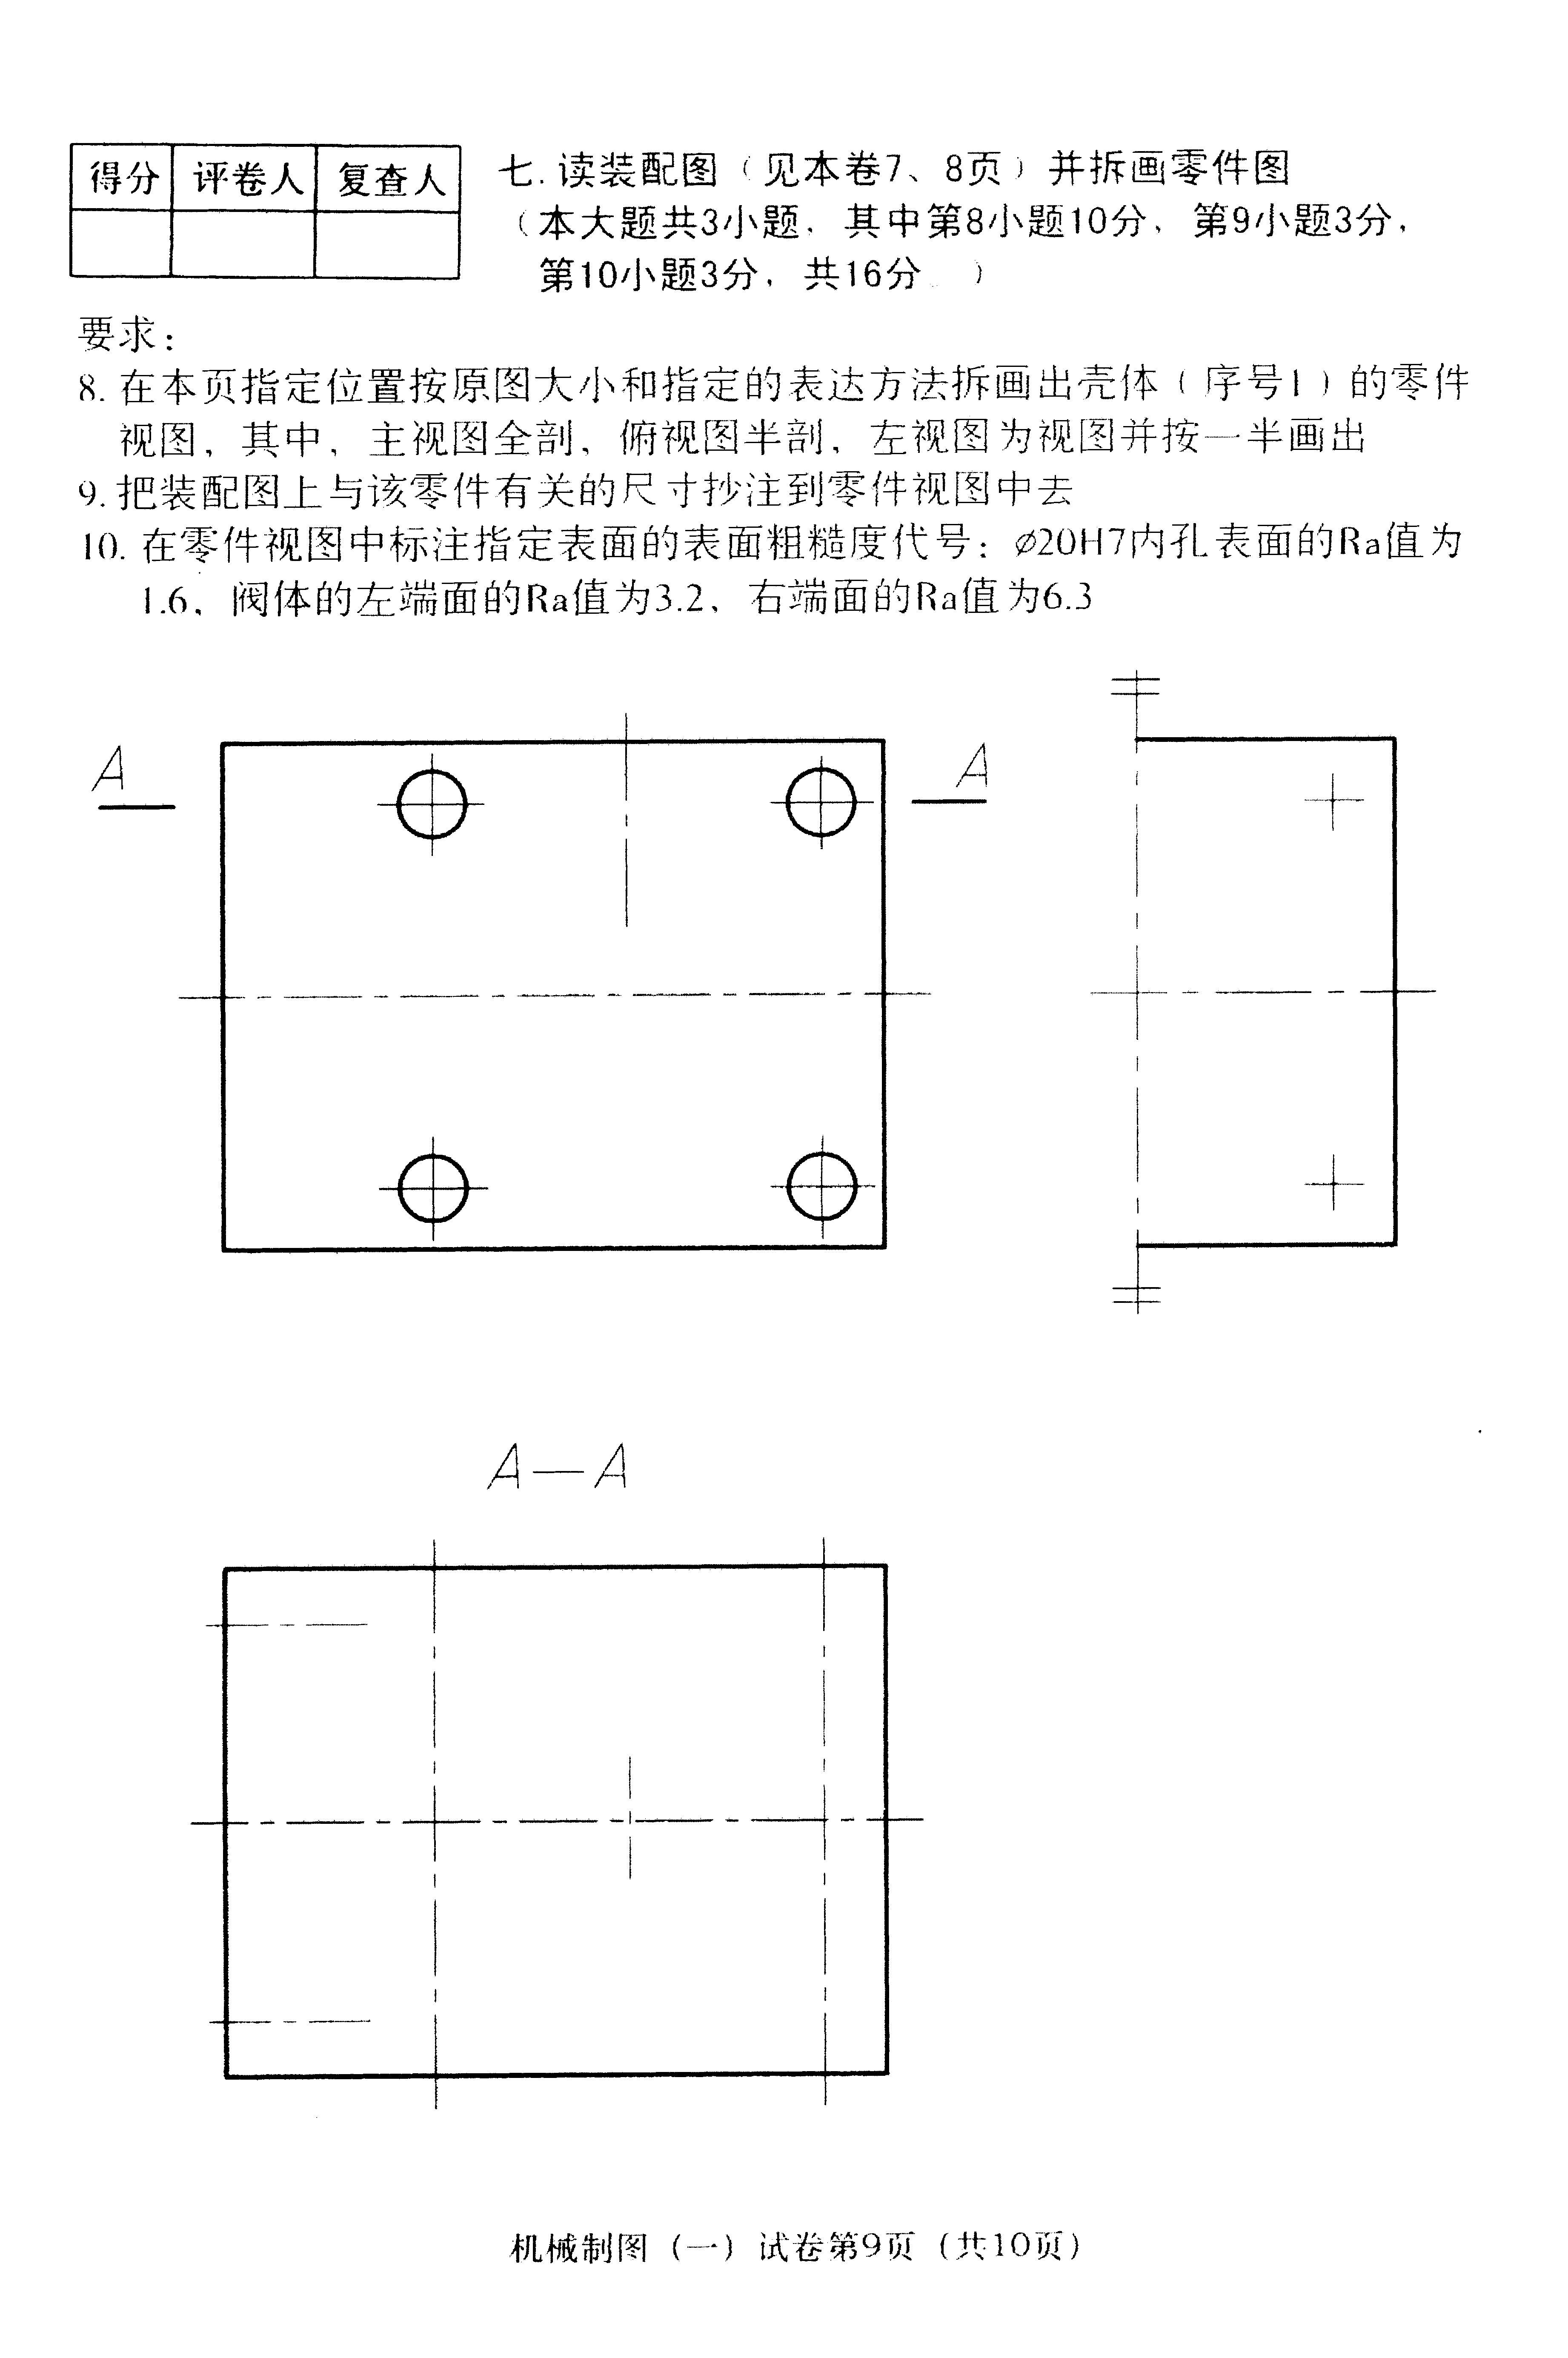 得分 评卷人 复查人
七.读装配图（见本卷7、8页）并拆画零件图
（本大题共3小题，其中第8小题10分，第9小题3分，
第10小题3分，共16分 ）
要求：
8.在本页指定位置按原图大小和指定的表达方法拆画出壳体（序号1）的零件
视图，其中，主视图全剖，俯视图半剖，左视图为视图并按一半画出
9.把装配图上与该零件有关的尺寸抄注到零件视图中去
10.在零件视图中标注指定表面的表面粗糙度代号：⌀20H7内孔表面的Ra值为
1.6，阀体的左端面的Ra值为3.2，右端面的Ra值为6.3
A A
A—A
机械制图（一）试卷第9页（共10页）